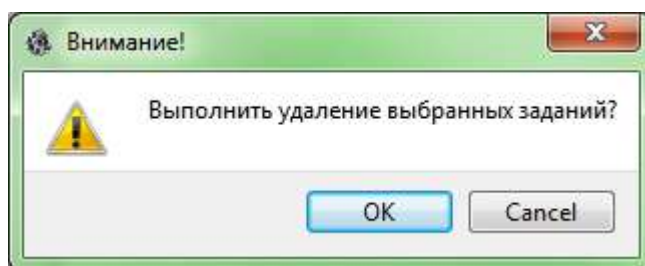 Внимание!
Выполнить удаление выбранных заданий?
OK Cancel